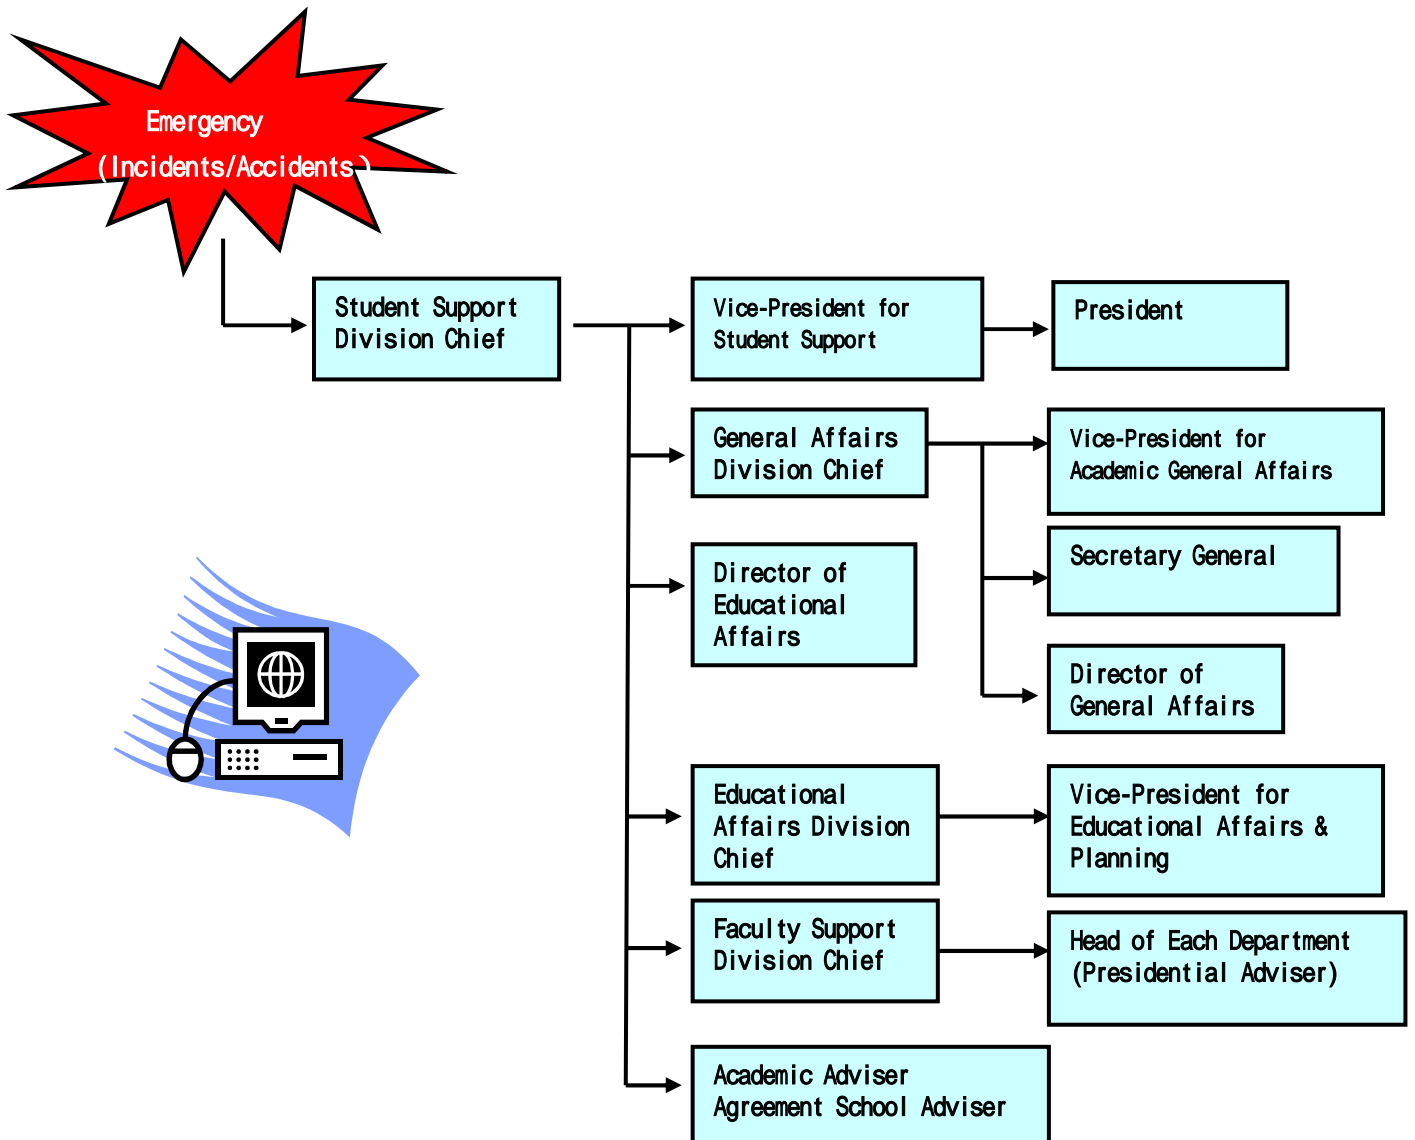 Emergency
(Incidents/Accidents)
Student Support
Division Chief
Vice-President for
Student Support
President
General Affairs
Division Chief
Vice-President for
Academic General Affairs
Secretary General
Director of
Educational
Affairs
Director of
General Affairs
Educational
Affairs Division
Chief
Vice-President for
Educational Affairs &
Planning
Faculty Support
Division Chief
Head of Each Department
(Presidential Adviser)
Academic Adviser
Agreement School Adviser